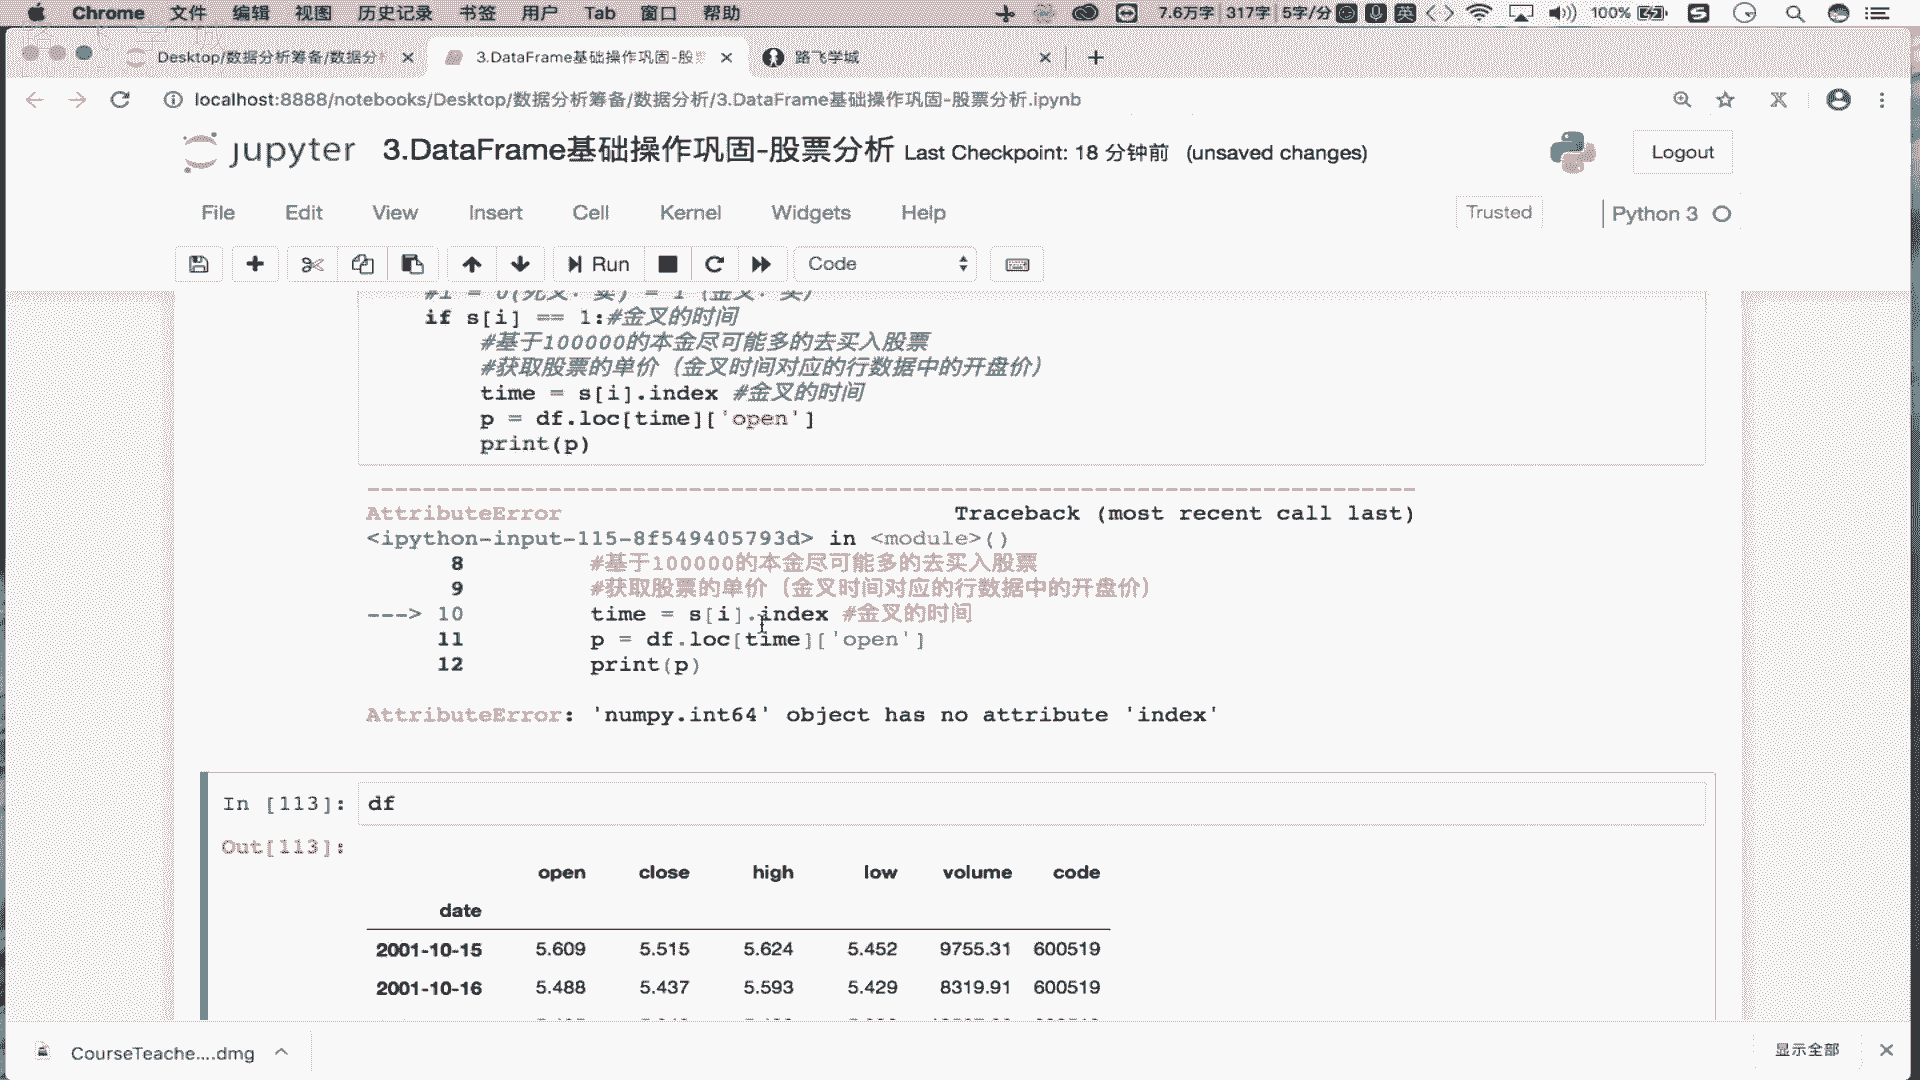 Chrome 文件 编辑 视图 历史记录 书签 用户 Tab 窗口 帮助 7.6万字 317字 5字/分 英 100%
Desktop/数据分析筹备/数据分析 3.DataFrame基础操作巩固-股票 路飞学城
localhost:8888/notebooks/Desktop/数据分析筹备/数据分析/3.DataFrame基础操作巩固-股票分析.ipynb
jupyter 3.DataFrame基础操作巩固-股票分析 Last Checkpoint: 18 分钟前 (unsaved changes) Logout
File Edit View Insert Cell Kernel Widgets Help Trusted Python 3
Run Code
if s[i] == 1:#金叉的时间
#基于100000的本金尽可能多的去买入股票
#获取股票的单价（金叉时间对应的行数据中的开盘价）
time = s[i].index #金叉的时间
p = df.loc[time]['open']
print(p)
---------------------------------------------------------------------------
AttributeError Traceback (most recent call last)
<ipython-input-115-8f549405793d> in <module>()
8 #基于100000的本金尽可能多的去买入股票
9 #获取股票的单价（金叉时间对应的行数据中的开盘价）
---> 10 time = s[i].index #金叉的时间
11 p = df.loc[time]['open']
12 print(p)
AttributeError: 'numpy.int64' object has no attribute 'index'
In [113]: df
Out[113]:
open close high low volume code
date
2001-10-15 5.609 5.515 5.624 5.452 9755.31 600519
2001-10-16 5.488 5.437 5.593 5.429 8319.91 600519
CourseTeache....dmg 显示全部